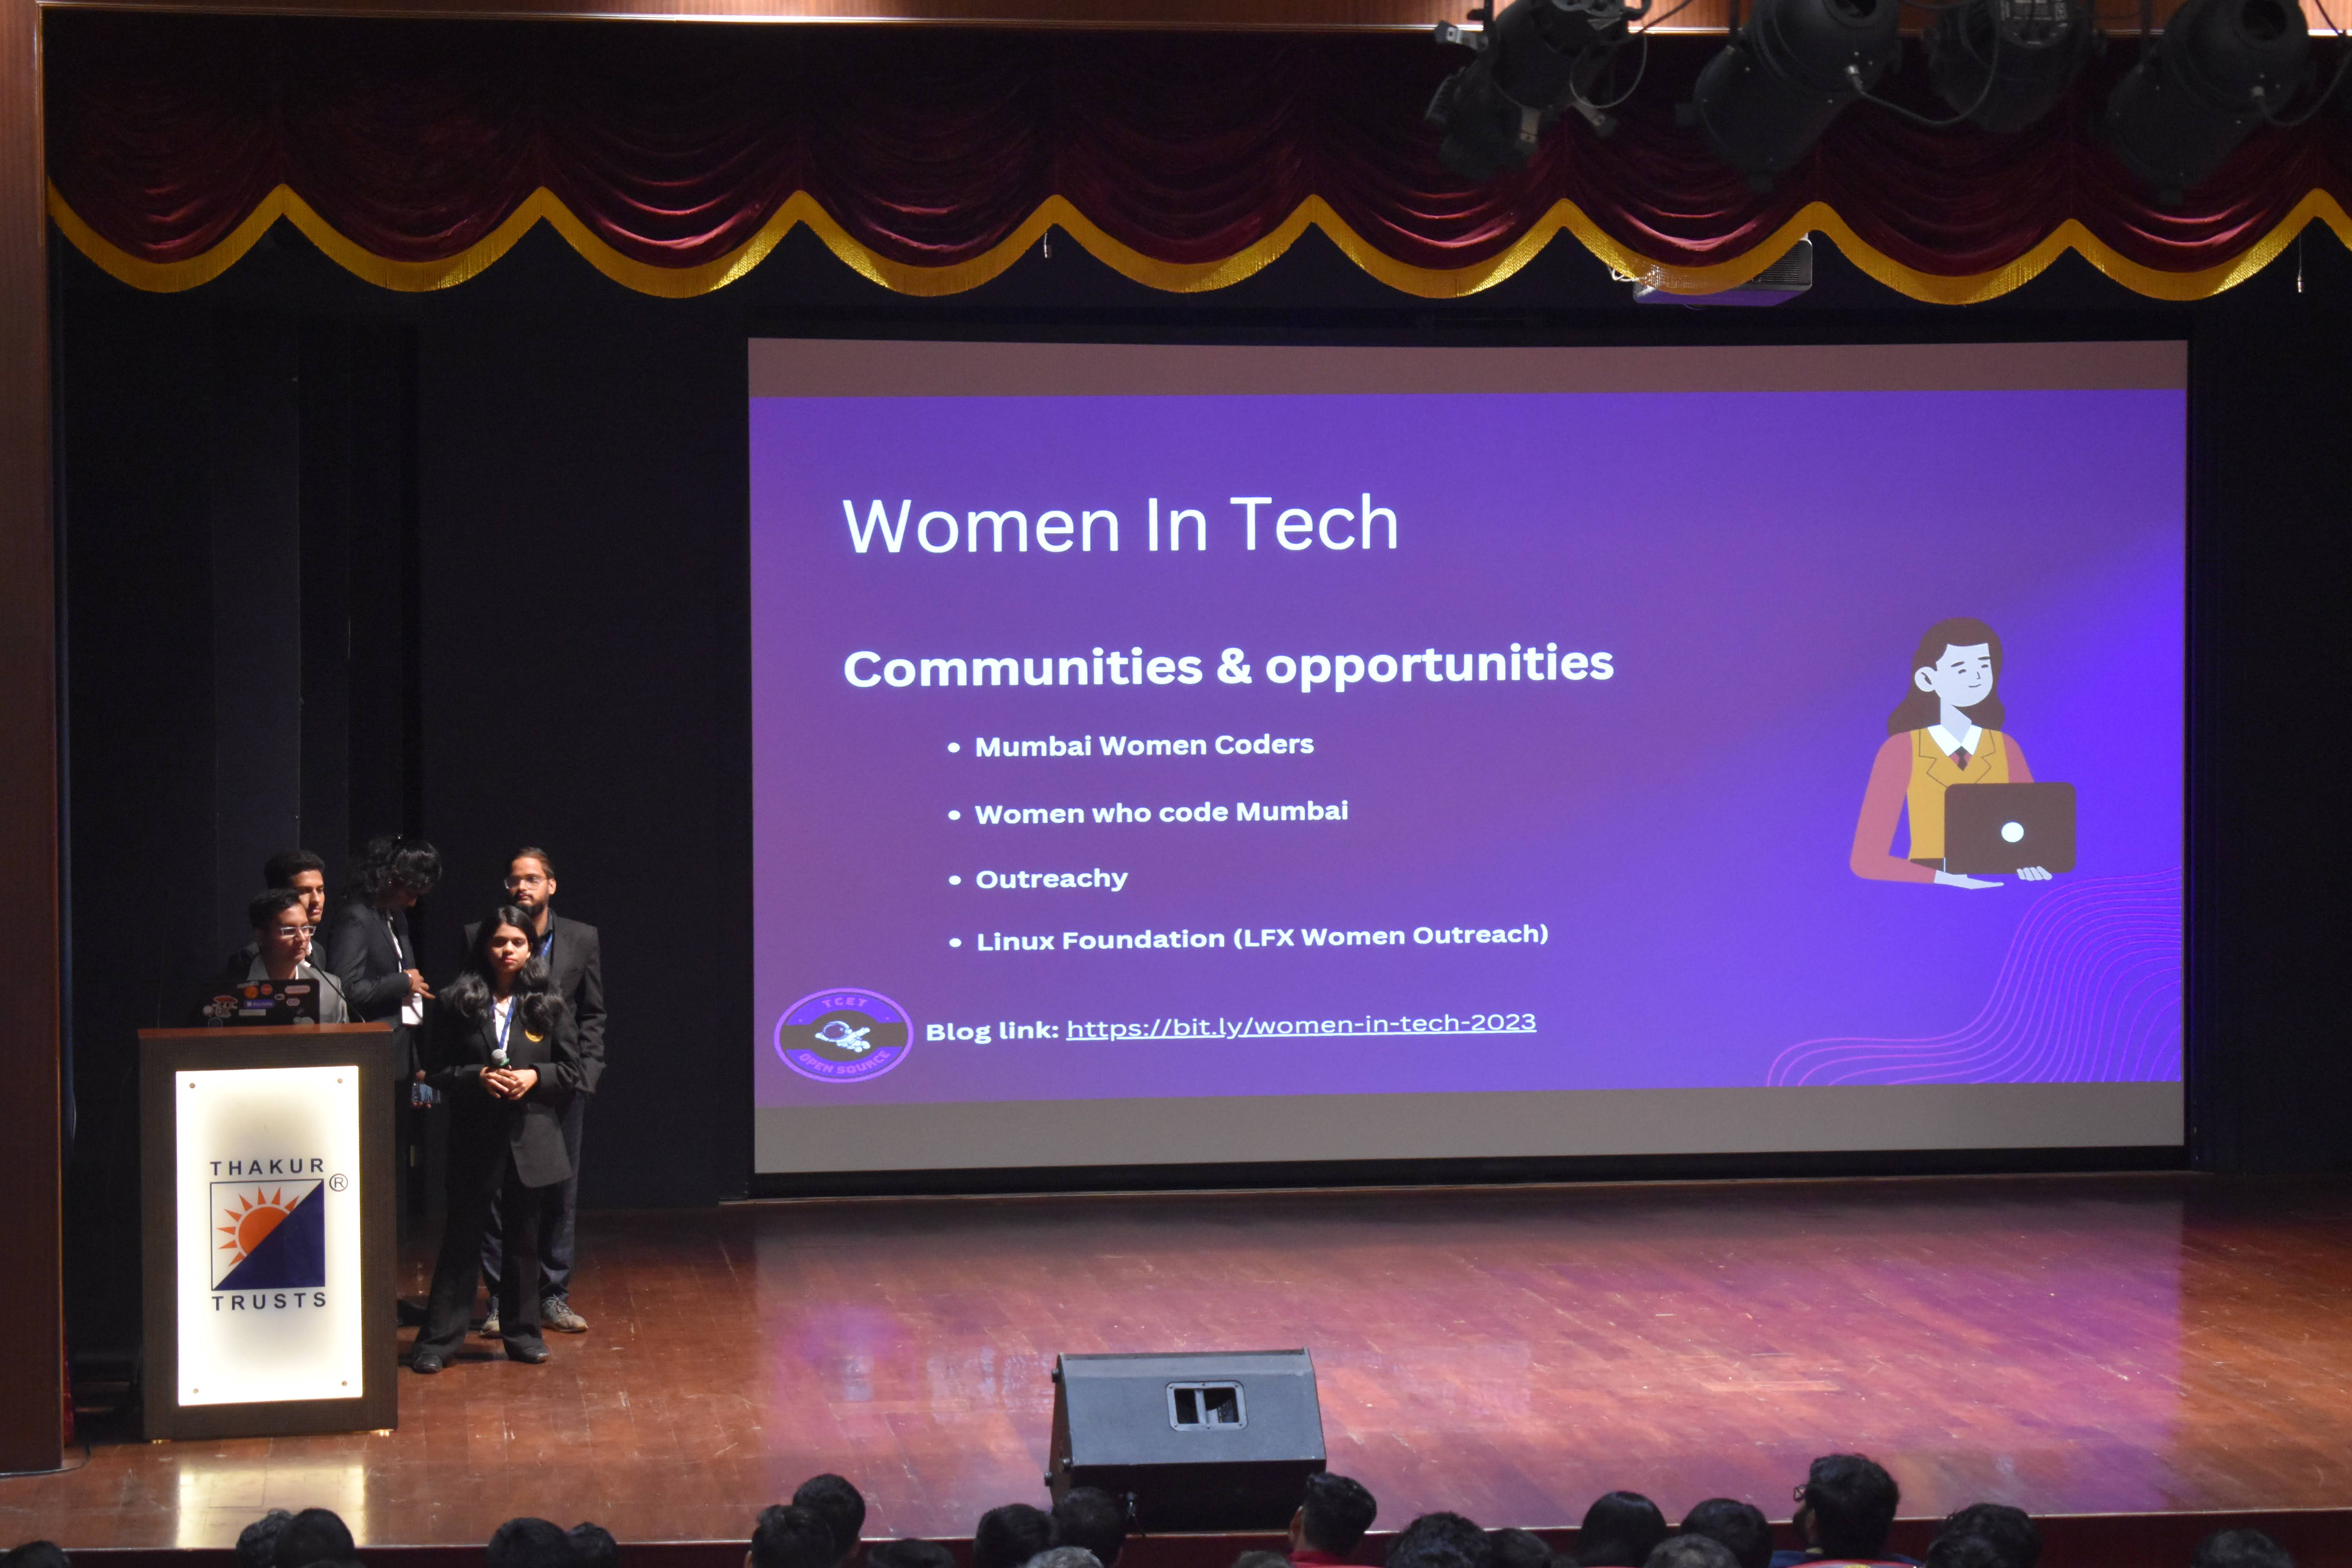 Women In Tech
Communities & opportunities
• Mumbai Women Coders
• Women who code Mumbai
• Outreachy
• Linux Foundation (LFX Women Outreach)
TCET
OPEN SOURCE
Blog link: https://bit.ly/women-in-tech-2023
THAKUR
®
TRUSTS